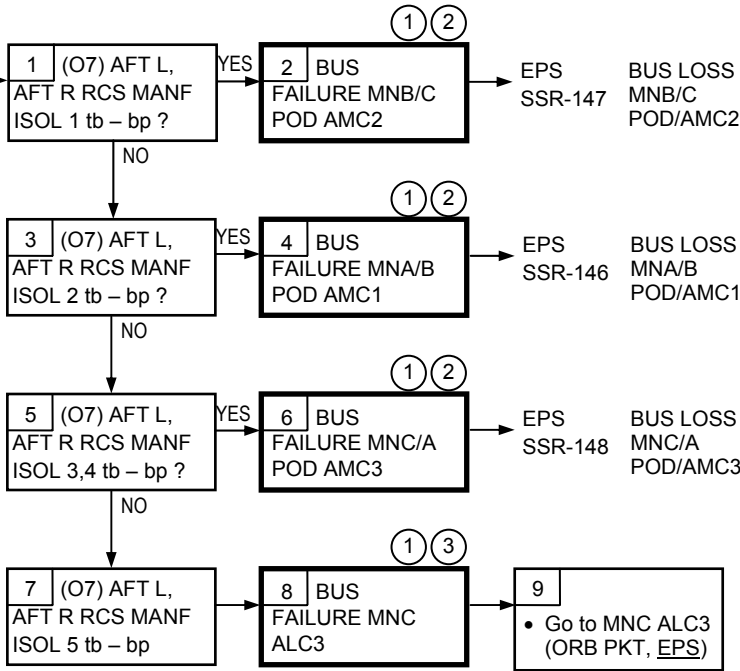 1 2
1 (O7) AFT L,
AFT R RCS MANF
ISOL 1 tb – bp ?
YES
2 BUS
FAILURE MNB/C
POD AMC2
EPS
SSR-147
BUS LOSS
MNB/C
POD/AMC2
NO
1 2
3 (O7) AFT L,
AFT R RCS MANF
ISOL 2 tb – bp ?
YES
4 BUS
FAILURE MNA/B
POD AMC1
EPS
SSR-146
BUS LOSS
MNA/B
POD/AMC1
NO
1 2
5 (O7) AFT L,
AFT R RCS MANF
ISOL 3,4 tb – bp ?
YES
6 BUS
FAILURE MNC/A
POD AMC3
EPS
SSR-148
BUS LOSS
MNC/A
POD/AMC3
NO
1 3
7 (O7) AFT L,
AFT R RCS MANF
ISOL 5 tb – bp
8 BUS
FAILURE MNC
ALC3
9
• Go to MNC ALC3
(ORB PKT, EPS)